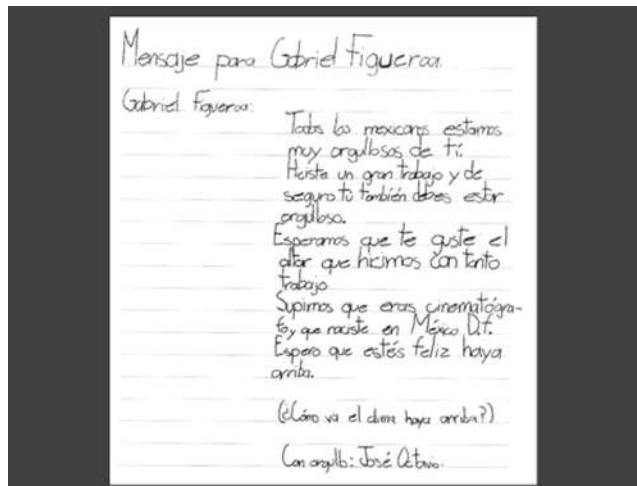 Mensaje para Gabriel Figueroa.
Gabriel Figueroa:
Todos los mexicanos estamos
muy orgullosos de tí.
Hiciste un gran trabajo y de
seguro tú también debes estar
orgulloso.
Esperamos que te guste el
altar que hicimos con tanto
trabajo
Supimos que eras cinematógra-
fo, y que naciste en México D.f.
Espero que estés feliz haya
arriba.
(¿Cómo va el clima haya arriba?)
Con orgullo: José Octavio.